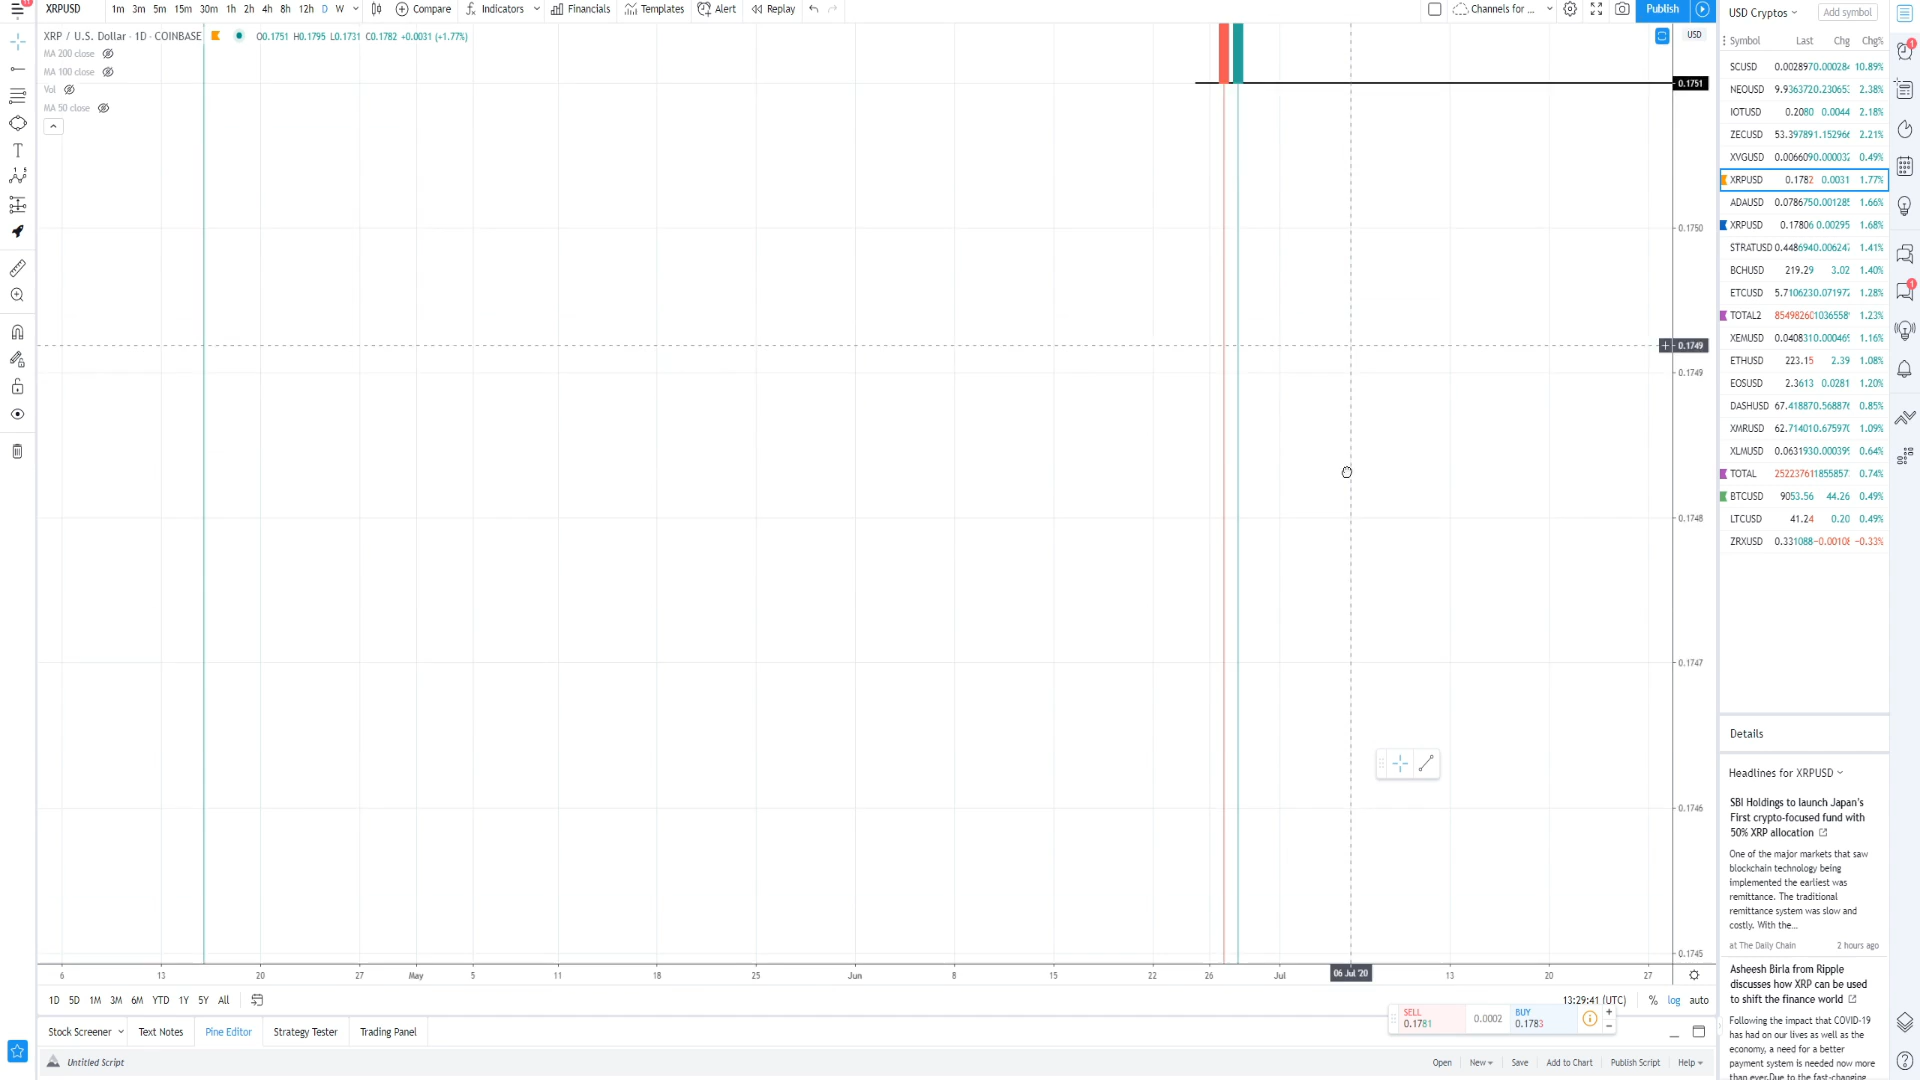 XRPUSD 1m 3m 5m 15m 30m 1h 2h 4h 8h 12h D W Compare Indicators Financials Templates Alert Replay Channels for ... Publish
USD Cryptos Add symbol
XRP / U.S. Dollar · 1D · COINBASE O0.1751 H0.1795 L0.1731 C0.1782 +0.0031 (+1.77%) USD
MA 200 close
MA 100 close
Vol
MA 50 close
0.1751
0.1750
0.1749
0.1749
0.1748
0.1747
0.1746
0.1745
6 13 20 27 May 5 11 18 25 Jun 8 15 22 26 Jul 06 Jul '20 13 20 27
1D 5D 1M 3M 6M YTD 1Y 5Y All 13:29:41 (UTC) % log auto
SELL
0.1781
0.0002
BUY
0.1783
Stock Screener Text Notes Pine Editor Strategy Tester Trading Panel
Untitled Script Open New Save Add to Chart Publish Script Help
Symbol Last Chg Chg%
SCUSD 10.89%
NEOUSD 2.38%
IOTUSD 0.2080 0.0044 2.18%
ZECUSD 2.21%
XVGUSD 0.49%
XRPUSD 0.1782 0.0031 1.77%
ADAUSD 1.66%
XRPUSD 0.17806 0.00295 1.68%
STRATUSD 1.41%
BCHUSD 219.29 3.02 1.40%
ETCUSD 1.28%
TOTAL2 1.23%
XEMUSD 1.16%
ETHUSD 223.15 2.39 1.08%
EOSUSD 2.3613 0.0281 1.20%
DASHUSD 0.85%
XMRUSD 1.09%
XLMUSD 0.64%
TOTAL 0.74%
BTCUSD 9053.56 44.26 0.49%
LTCUSD 41.24 0.20 0.49%
ZRXUSD −0.33%
Details
Headlines for XRPUSD
SBI Holdings to launch Japan's
First crypto-focused fund with
50% XRP allocation
One of the major markets that saw
blockchain technology being
implemented the earliest was
remittance. The traditional
remittance system was slow and
costly. With the...
at The Daily Chain 2 hours ago
Asheesh Birla from Ripple
discusses how XRP can be used
to shift the finance world
Following the impact that COVID-19
has had on our lives as well as the
economy, a need for a better
payment system is needed now more
than ever.Due to the fast-changing